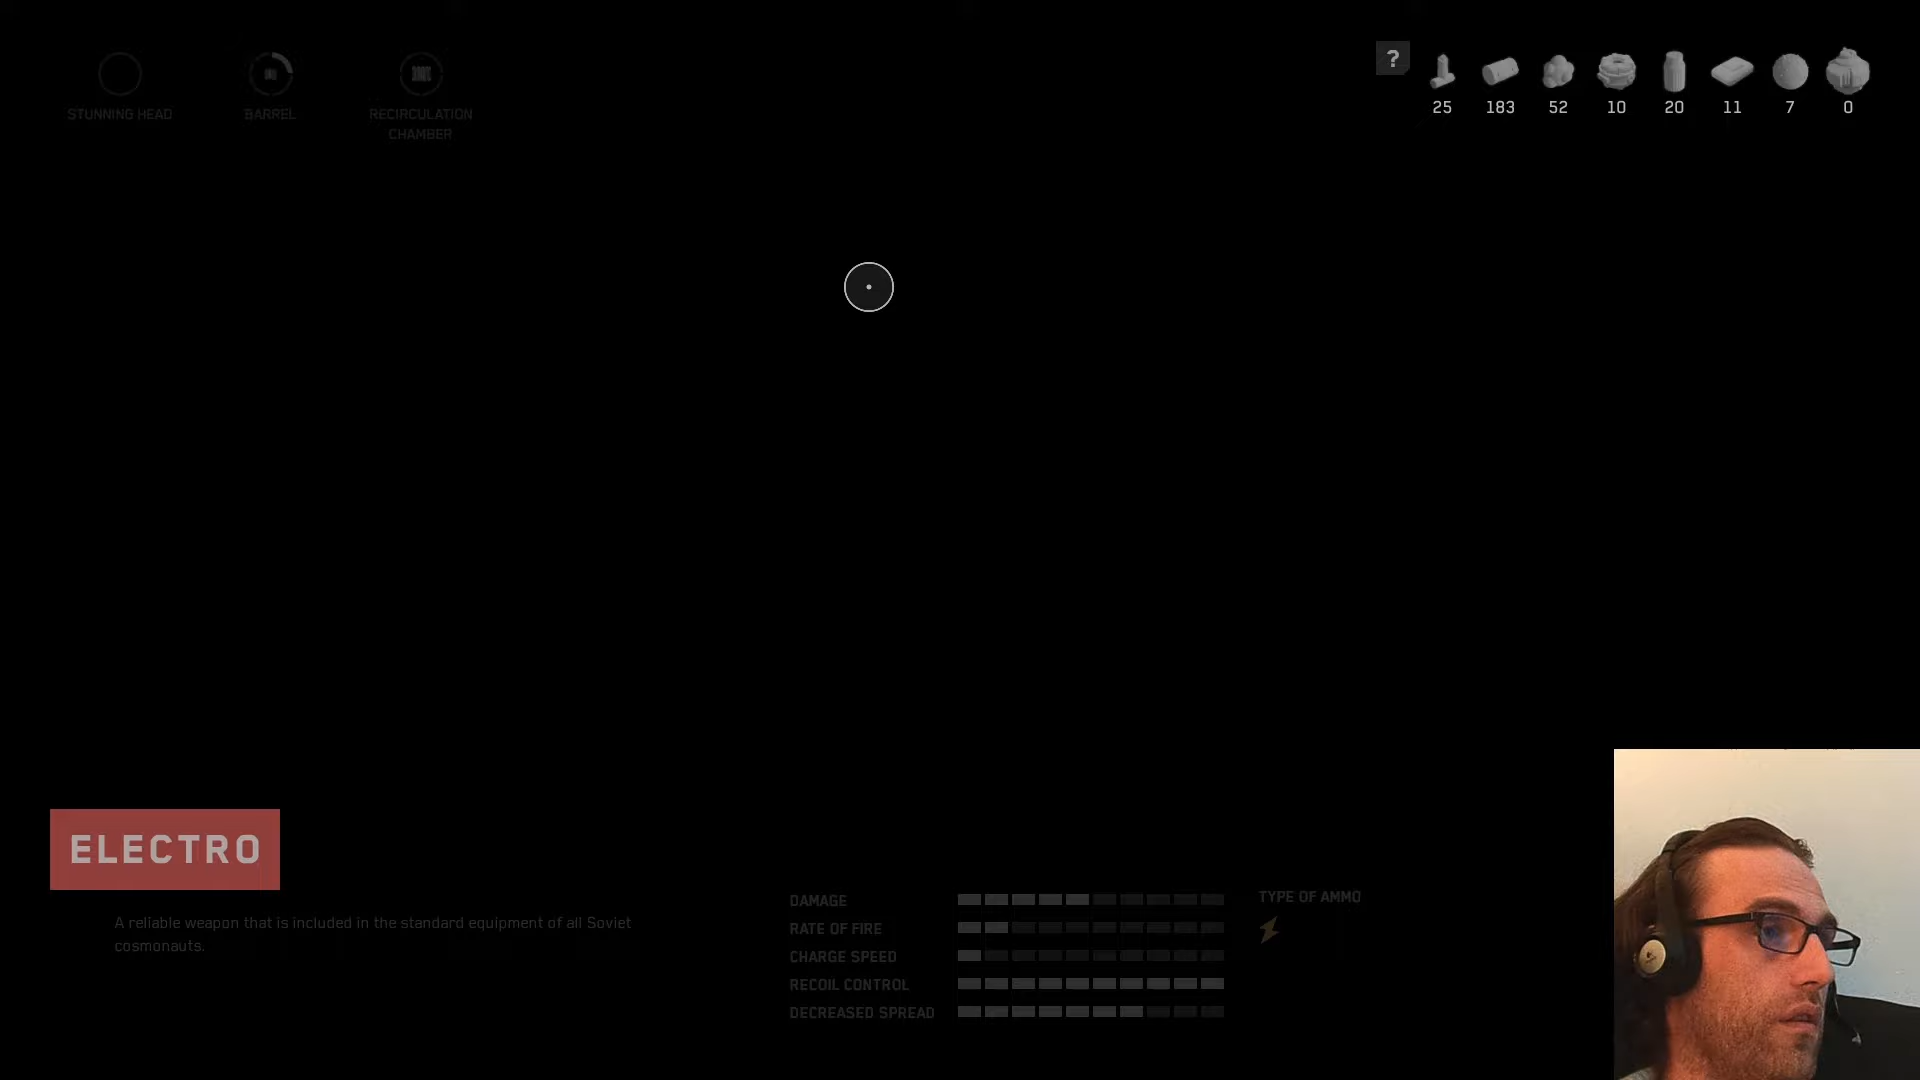 STUNNING HEAD
BARREL
RECIRCULATION
CHAMBER
?
25 183 52 10 20 11 7 0
ELECTRO
A reliable weapon that is included in the standard equipment of all Soviet
cosmonauts.
DAMAGE
RATE OF FIRE
CHARGE SPEED
RECOIL CONTROL
DECREASED SPREAD
TYPE OF AMMO